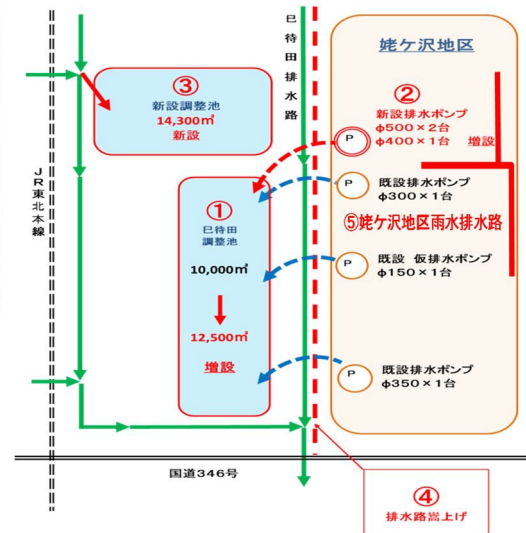 姥ケ沢地区
②
新設排水ポンプ
φ500×2台
φ400×1台 増設
P
既設排水ポンプ
φ300×1台
P
⑤姥ケ沢地区雨水排水路
既設 仮排水ポンプ
φ150×1台
P
既設排水ポンプ
φ350×1台
P
巳待田排水路
③
新設調整池
14,300㎥
新設
①
巳待田
調整池
10,000㎥
12,500㎥
増設
JR東北本線
国道346号
④
排水路嵩上げ